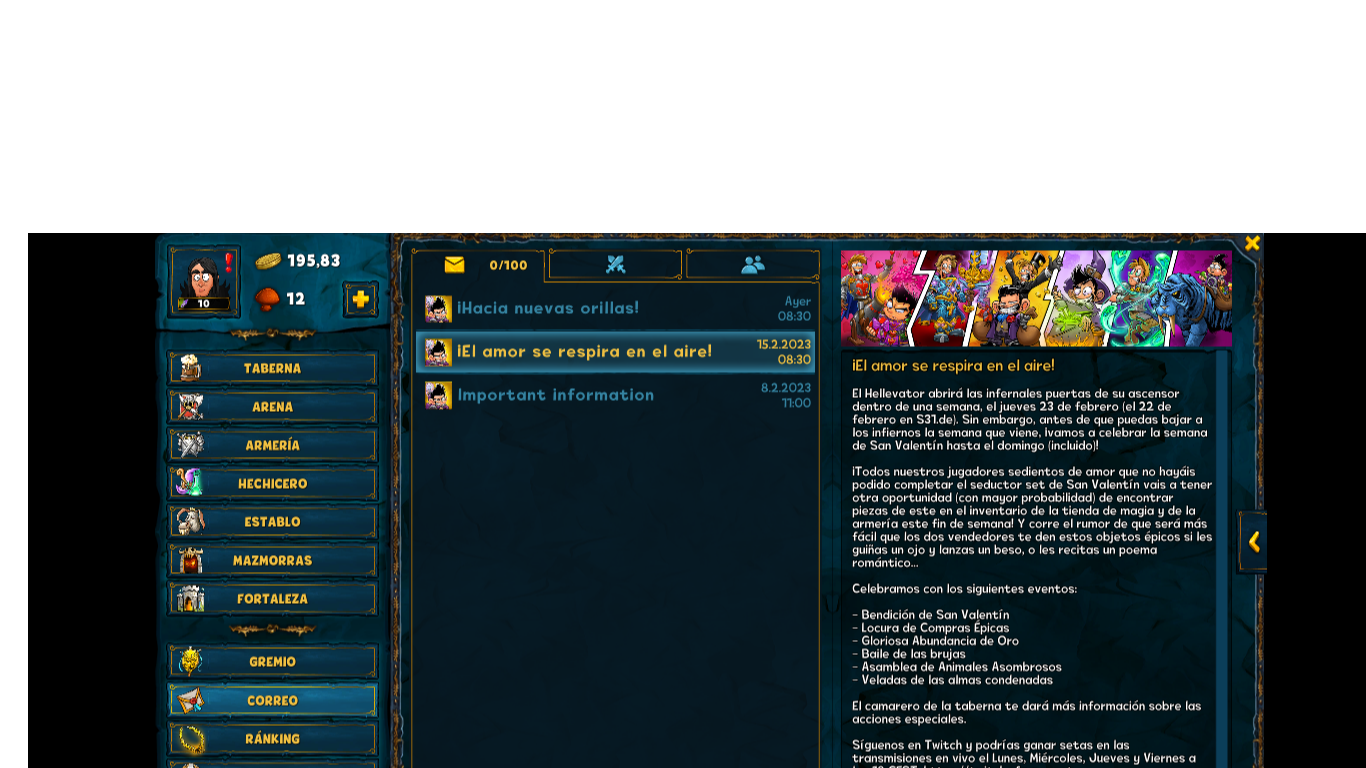 195,83
12
10
TABERNA
ARENA
ARMERÍA
HECHICERO
ESTABLO
MAZMORRAS
FORTALEZA
GREMIO
CORREO
RÁNKING
0/100
¡Hacia nuevas orillas!
Ayer
08:30
¡El amor se respira en el aire!
15.2.2023
08:30
Important information
8.2.2023
11:00
¡El amor se respira en el aire!
El Hellevator abrirá las infernales puertas de su ascensor
dentro de una semana, el jueves 23 de febrero (el 22 de
febrero en S31.de). Sin embargo, antes de que puedas bajar a
los infiernos la semana que viene, ¡vamos a celebrar la semana
de San Valentín hasta el domingo (incluido)!
¡Todos nuestros jugadores sedientos de amor que no hayáis
podido completar el seductor set de San Valentín vais a tener
otra oportunidad (con mayor probabilidad) de encontrar
piezas de este en el inventario de la tienda de magia y de la
armería este fin de semana! Y corre el rumor de que será más
fácil que los dos vendedores te den estos objetos épicos si les
guiñas un ojo y lanzas un beso, o les recitas un poema
romántico...
Celebramos con los siguientes eventos:
- Bendición de San Valentín
- Locura de Compras Épicas
- Gloriosa Abundancia de Oro
- Baile de las brujas
- Asamblea de Animales Asombrosos
- Veladas de las almas condenadas
El camarero de la taberna te dará más información sobre las
acciones especiales.
Síguenos en Twitch y podrías ganar setas en las
transmisiones en vivo el Lunes, Miércoles, Jueves y Viernes a